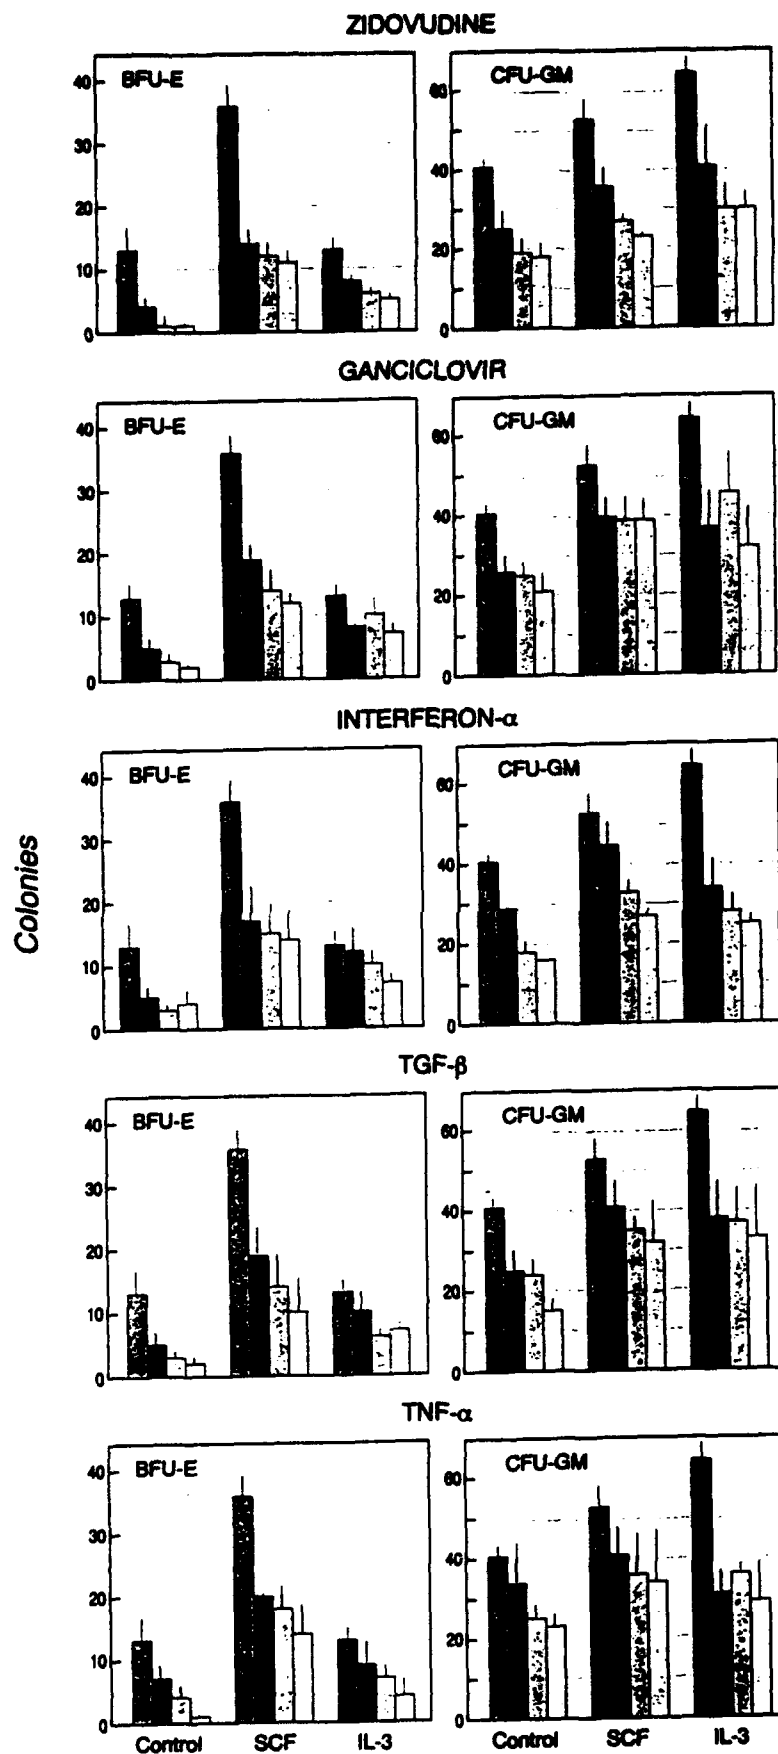 ZIDOVUDINE
BFU-E
CFU-GM
40
30
20
10
0
60
40
20
0
GANCICLOVIR
BFU-E
CFU-GM
40
30
20
10
0
60
40
20
0
INTERFERON-α
BFU-E
CFU-GM
40
30
20
10
0
60
40
20
0
Colonies
TGF-β
BFU-E
CFU-GM
40
30
20
10
0
60
40
20
0
TNF-α
BFU-E
CFU-GM
40
30
20
10
0
60
40
20
0
Control SCF IL-3 Control SCF IL-3